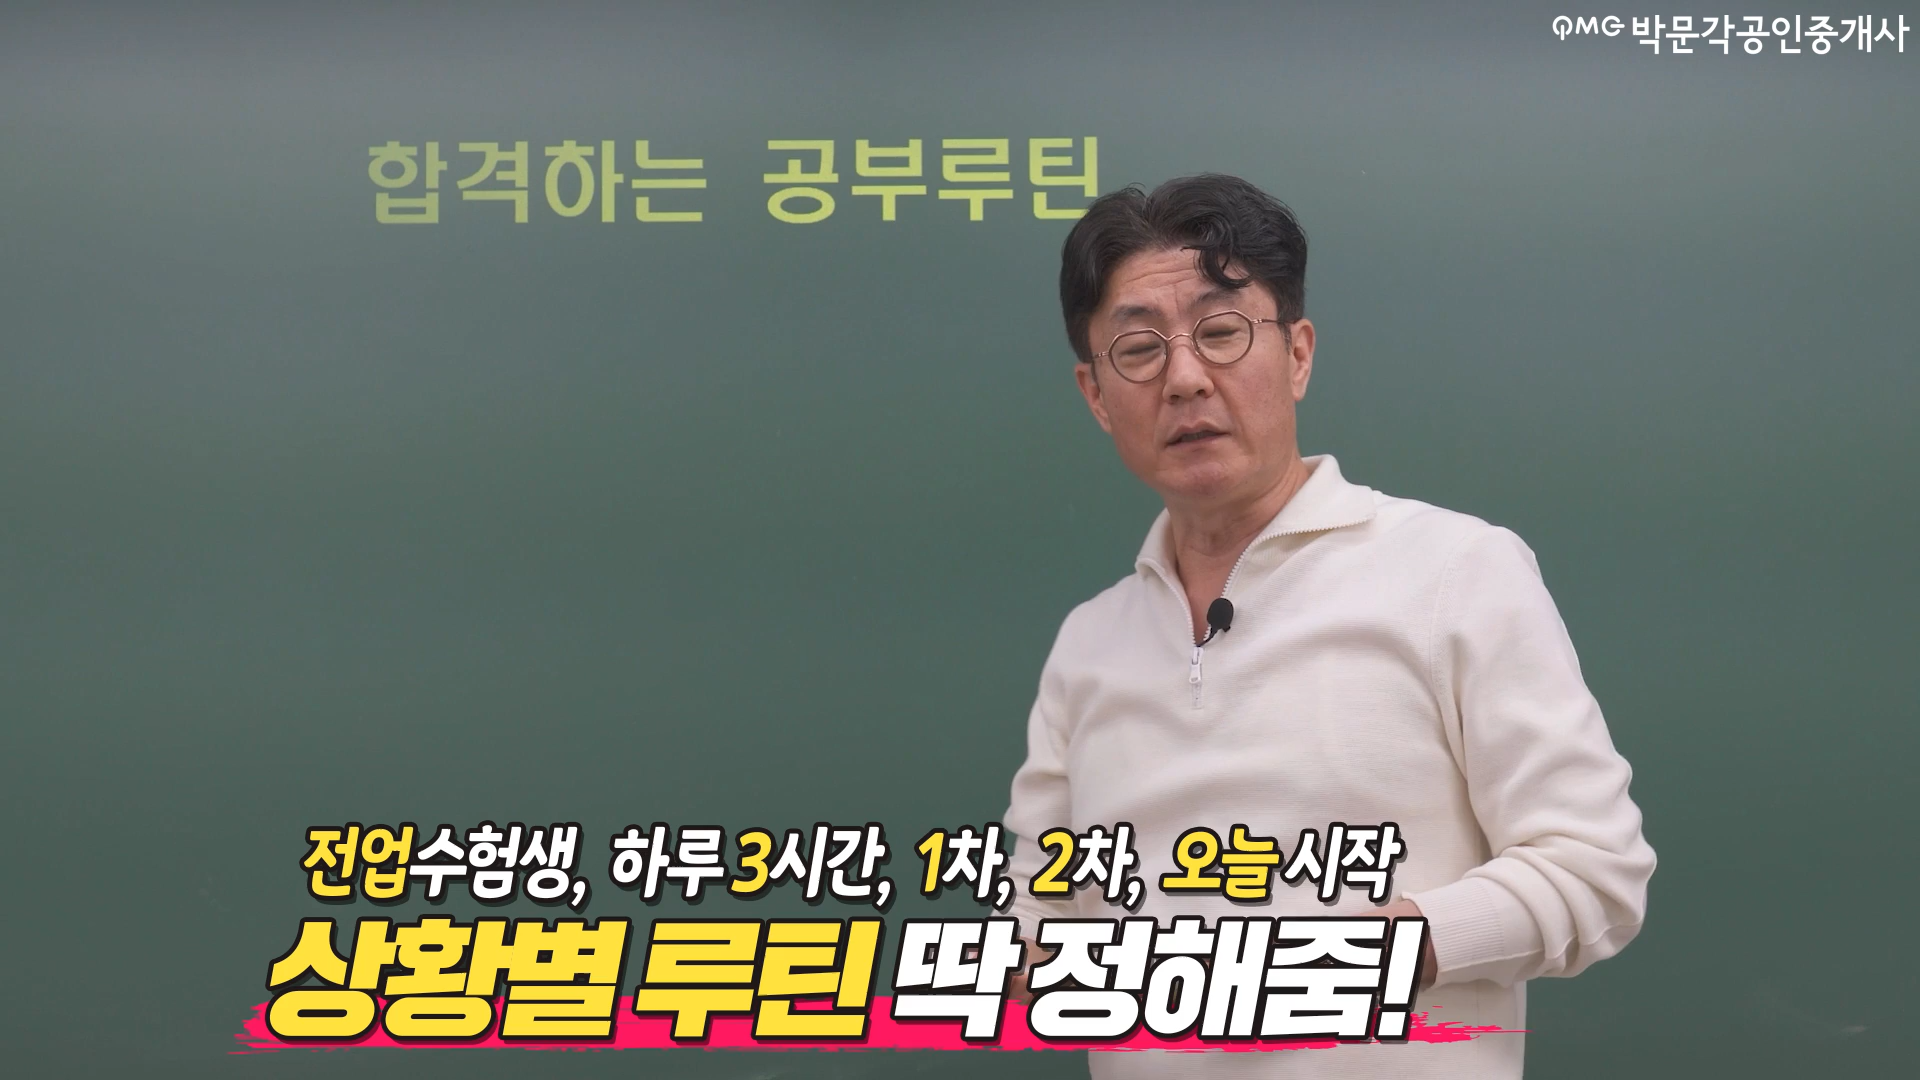 PMG 박문각공인중개사
합격하는 공부루틴
전업수험생, 하루 3시간, 1차, 2차, 오늘 시작
상황별 루틴 딱 정해줌!